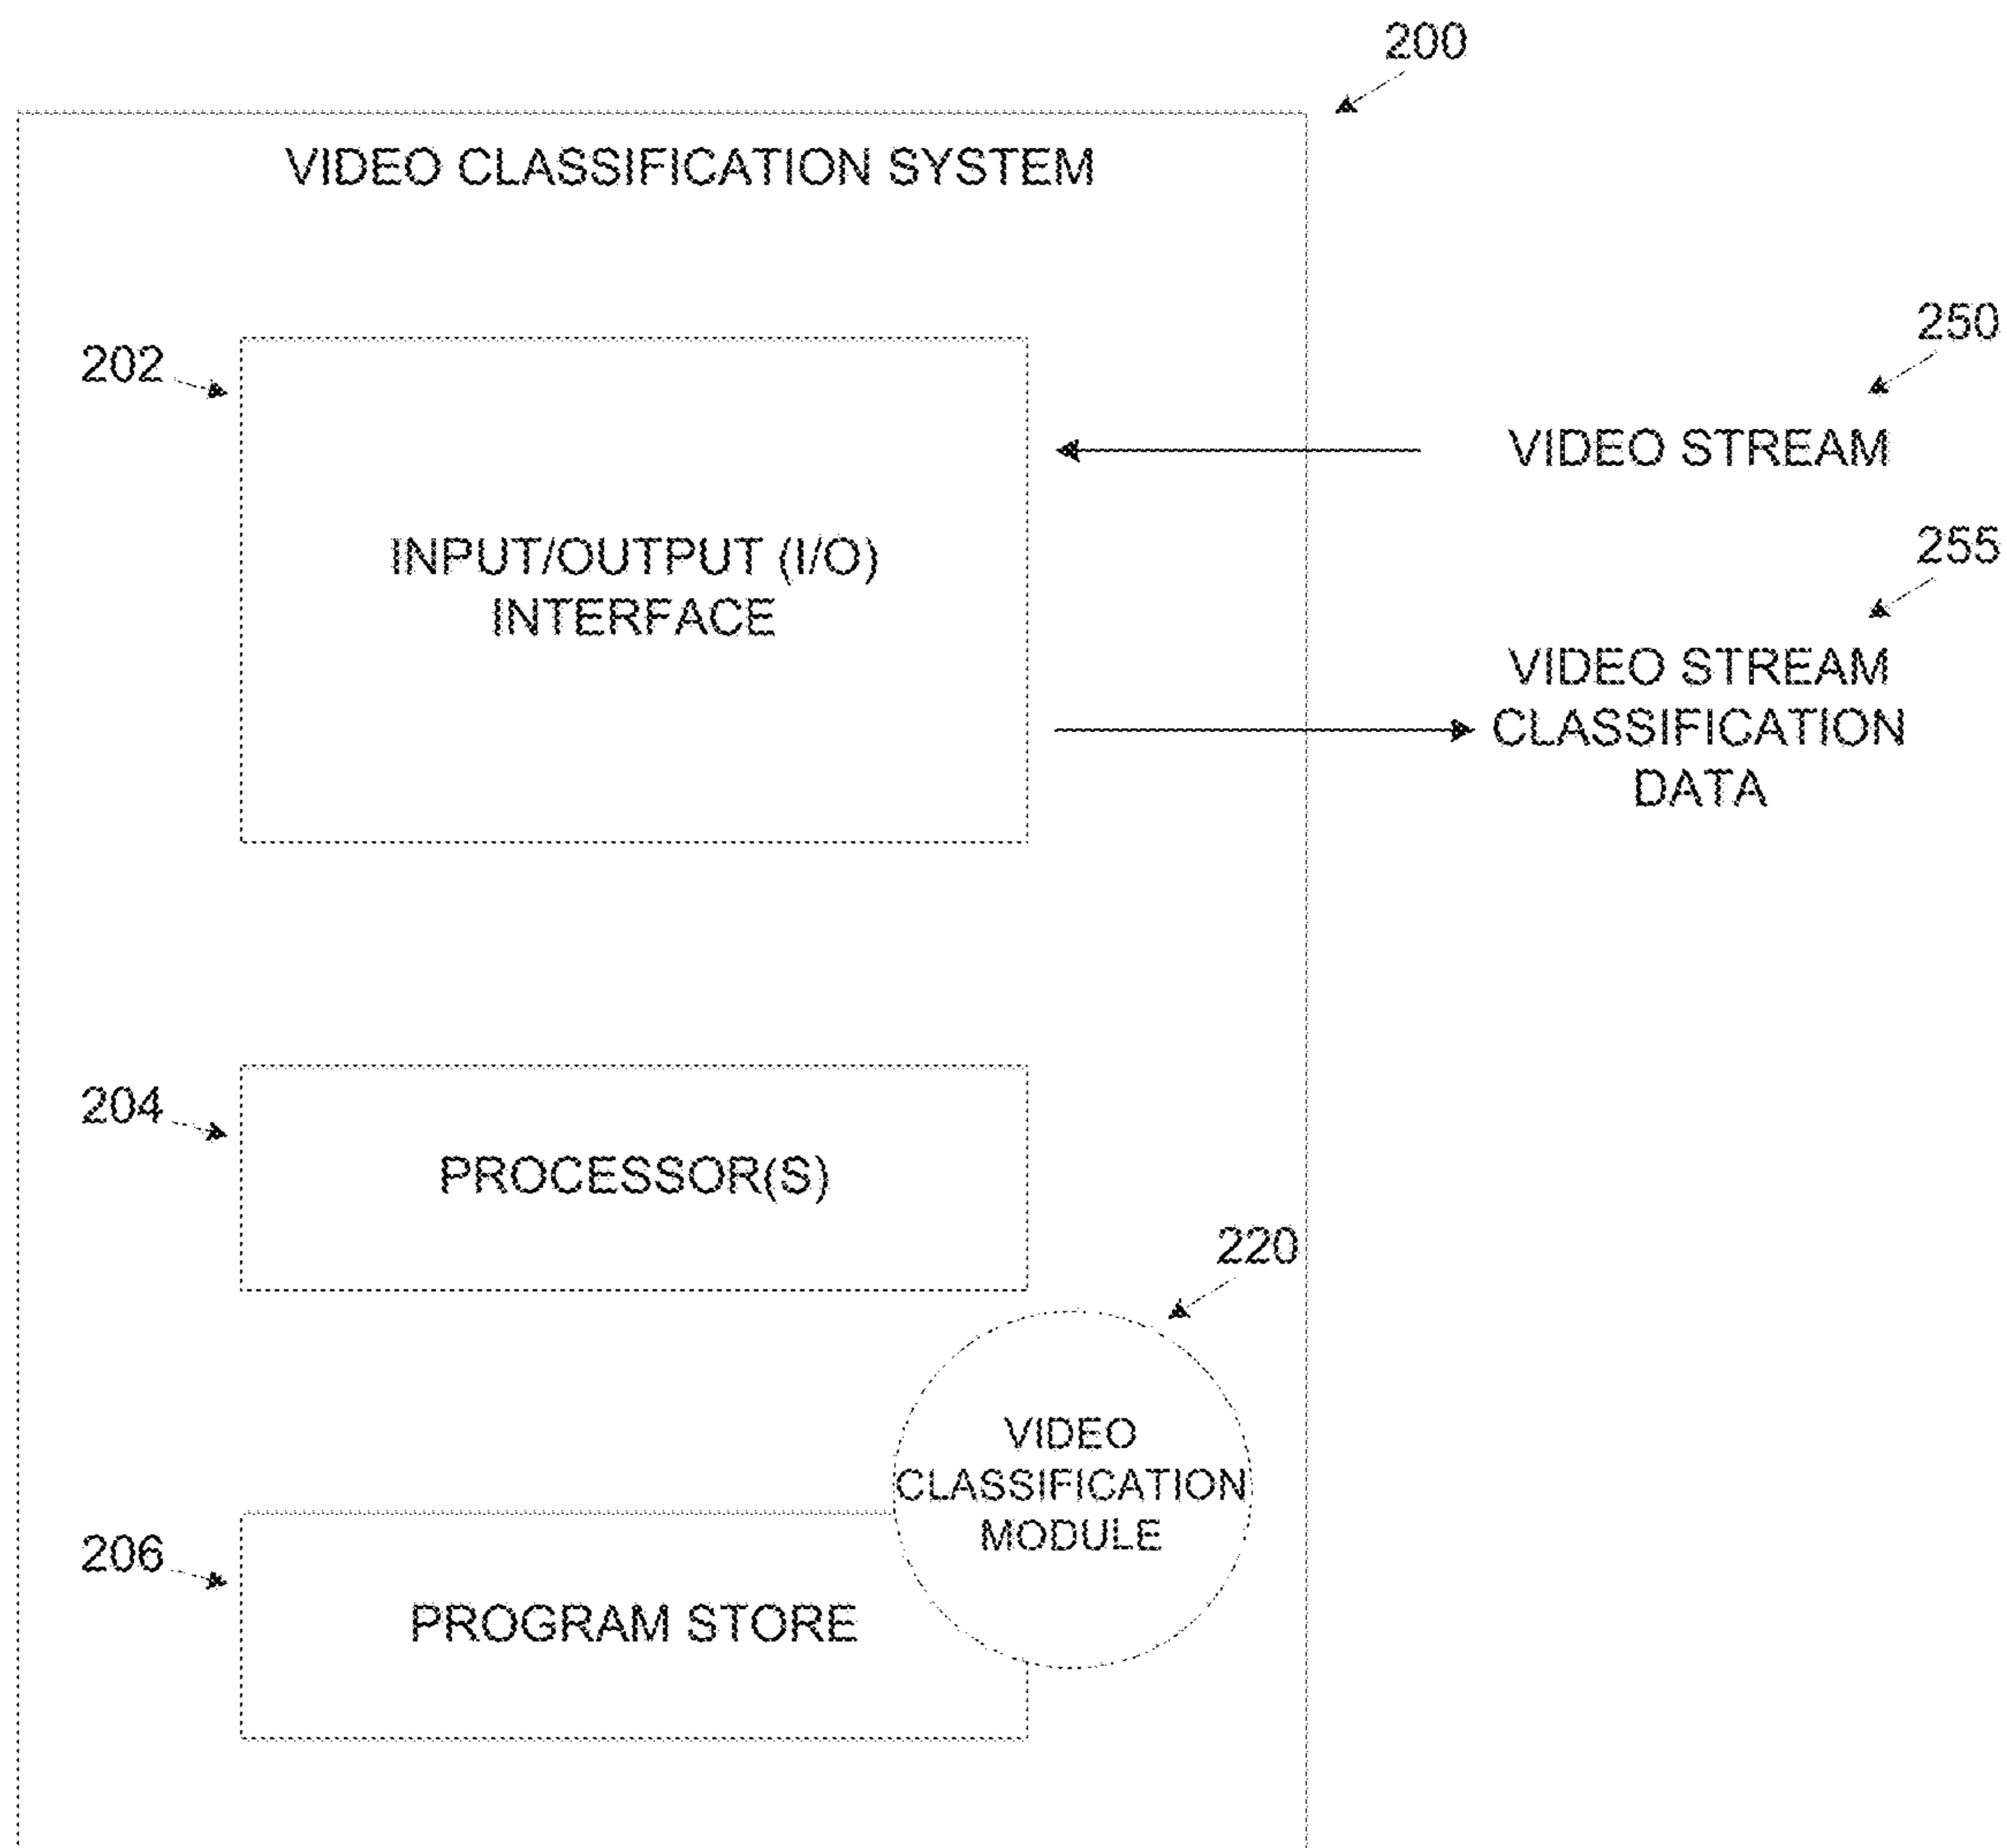 200
VIDEO CLASSIFICATION SYSTEM
250
202
VIDEO STREAM
255
INPUT/OUTPUT (I/O)
INTERFACE
VIDEO STREAM
CLASSIFICATION
DATA
204
PROCESSOR(S)
220
VIDEO
CLASSIFICATION
MODULE
206
PROGRAM STORE